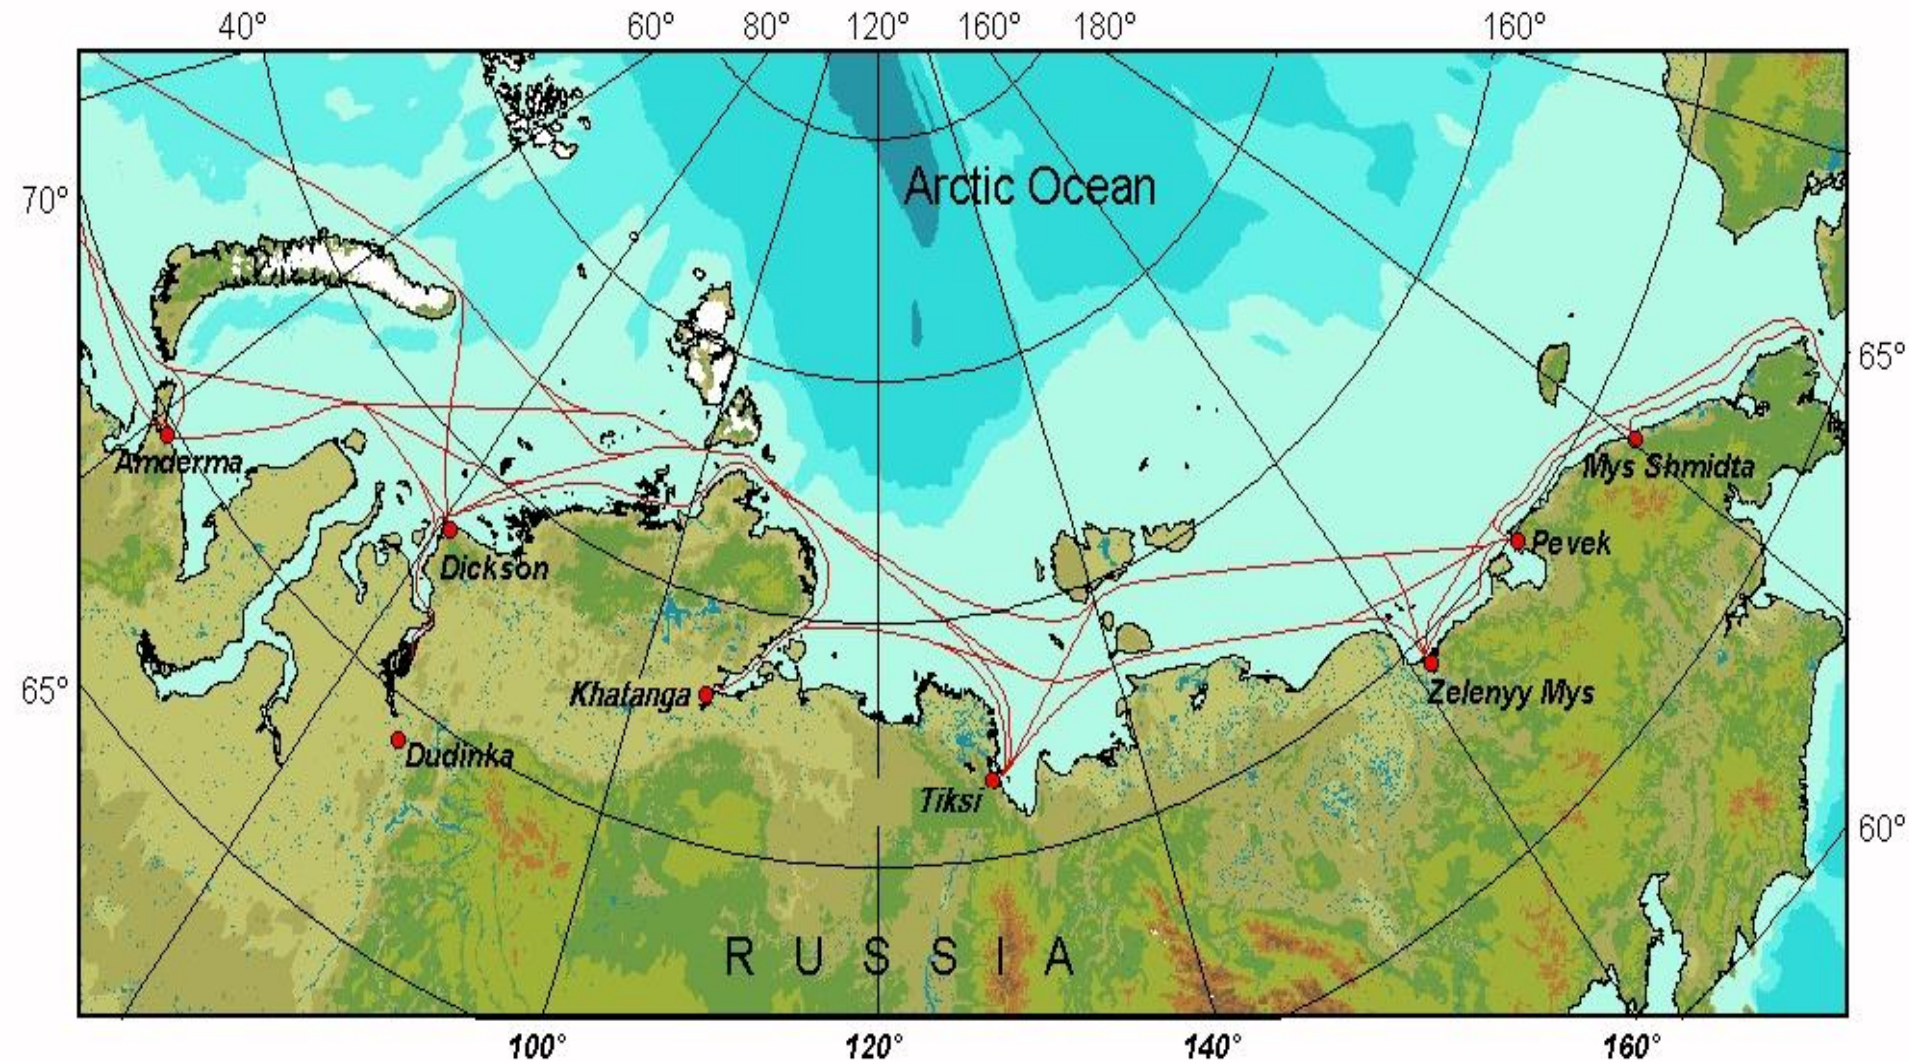 40° 60° 80° 120° 160° 180° 160°
Arctic Ocean
70°
65°
Amderma
Mys Shmidta
Pevek
Dickson
65°
Khatanga
Zelenyy Mys
Dudinka
Tiksi
60°
R U S S I A
100° 120° 140° 160°